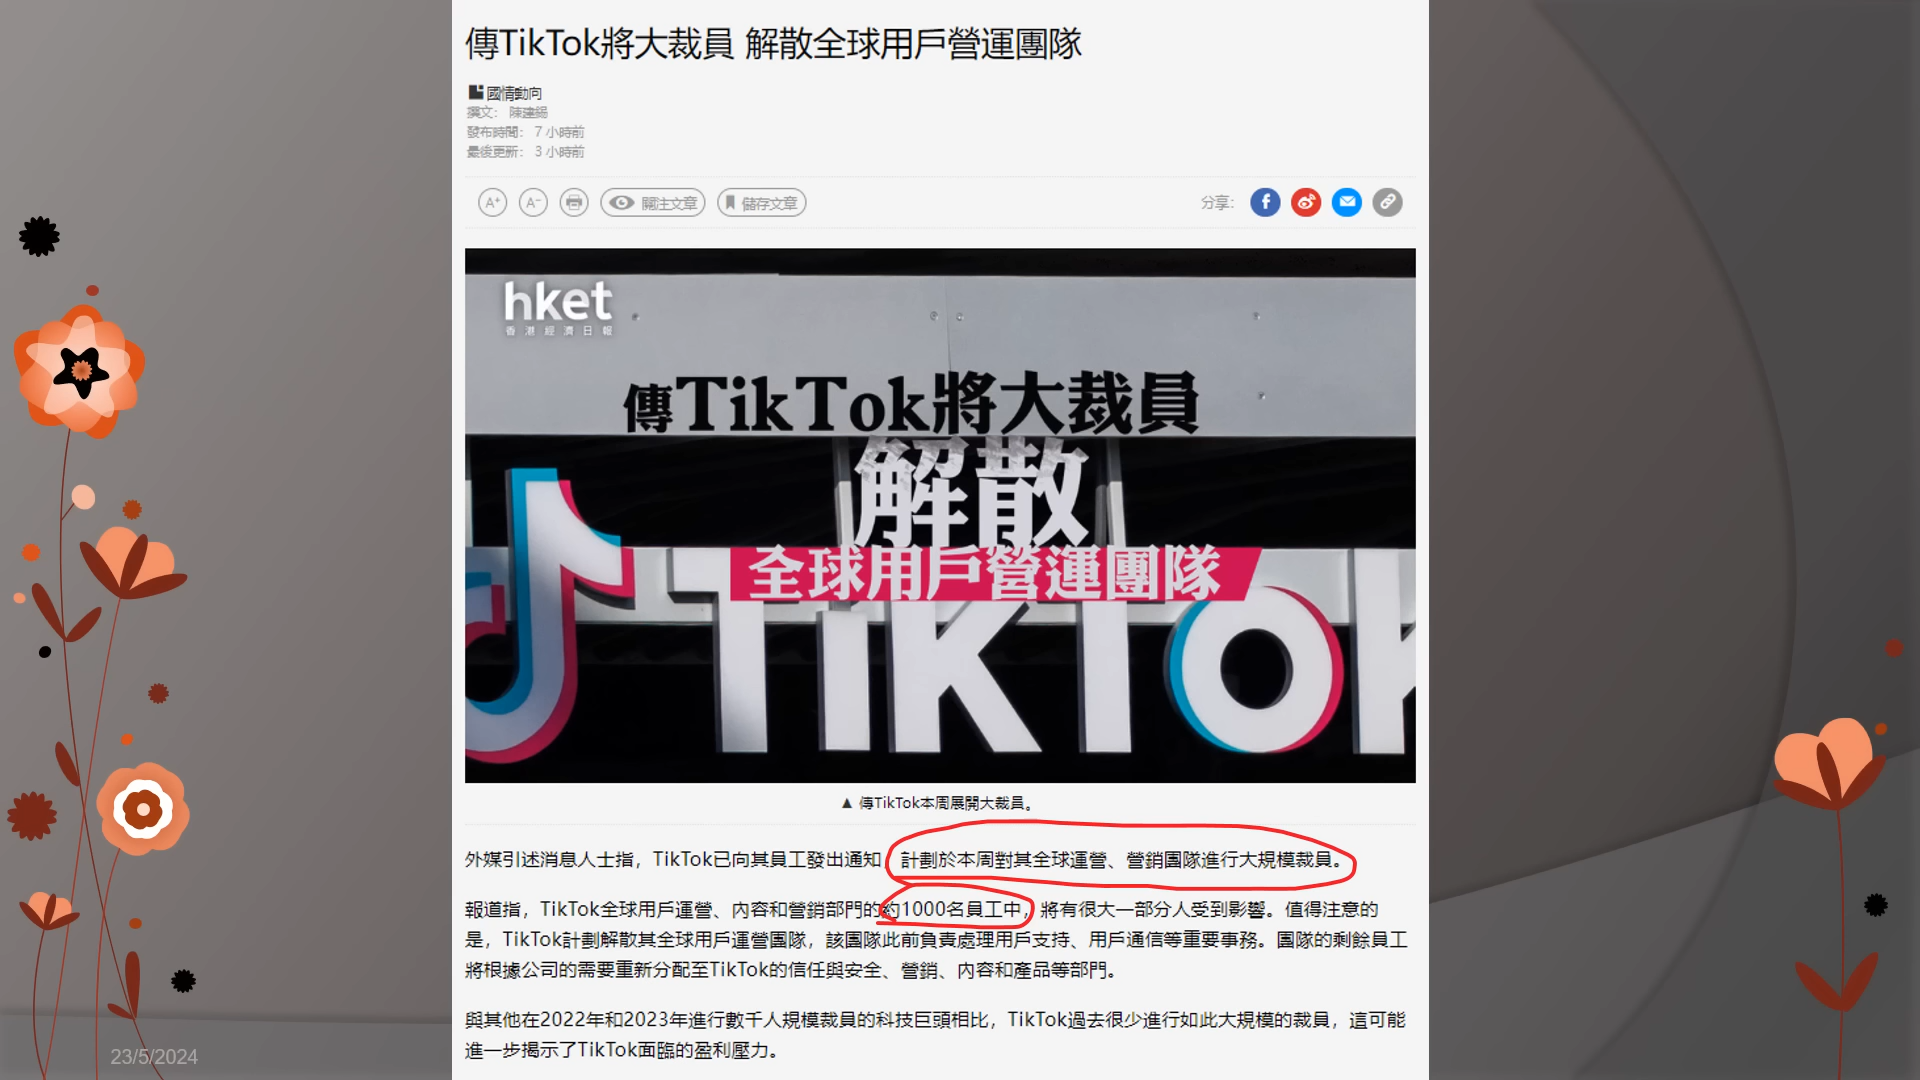 傳TikTok將大裁員 解散全球用戶營運團隊
國情動向
撰文： 陳建錫
發布時間： 7 小時前
最後更新： 3 小時前
A+ A- 關注文章 儲存文章 分享：
hket
香港經濟日報
傳TikTok將大裁員
解散
全球用戶營運團隊
TikTok
▲ 傳TikTok本周展開大裁員。
外媒引述消息人士指，TikTok已向其員工發出通知，計劃於本周對其全球運營、營銷團隊進行大規模裁員。
報道指，TikTok全球用戶運營、內容和營銷部門的約1000名員工中，將有很大一部分人受到影響。值得注意的
是，TikTok計劃解散其全球用戶運營團隊，該團隊此前負責處理用戶支持、用戶通信等重要事務。團隊的剩餘員工
將根據公司的需要重新分配至TikTok的信任與安全、營銷、內容和產品等部門。
與其他在2022年和2023年進行數千人規模裁員的科技巨頭相比，TikTok過去很少進行如此大規模的裁員，這可能
進一步揭示了TikTok面臨的盈利壓力。
23/5/2024